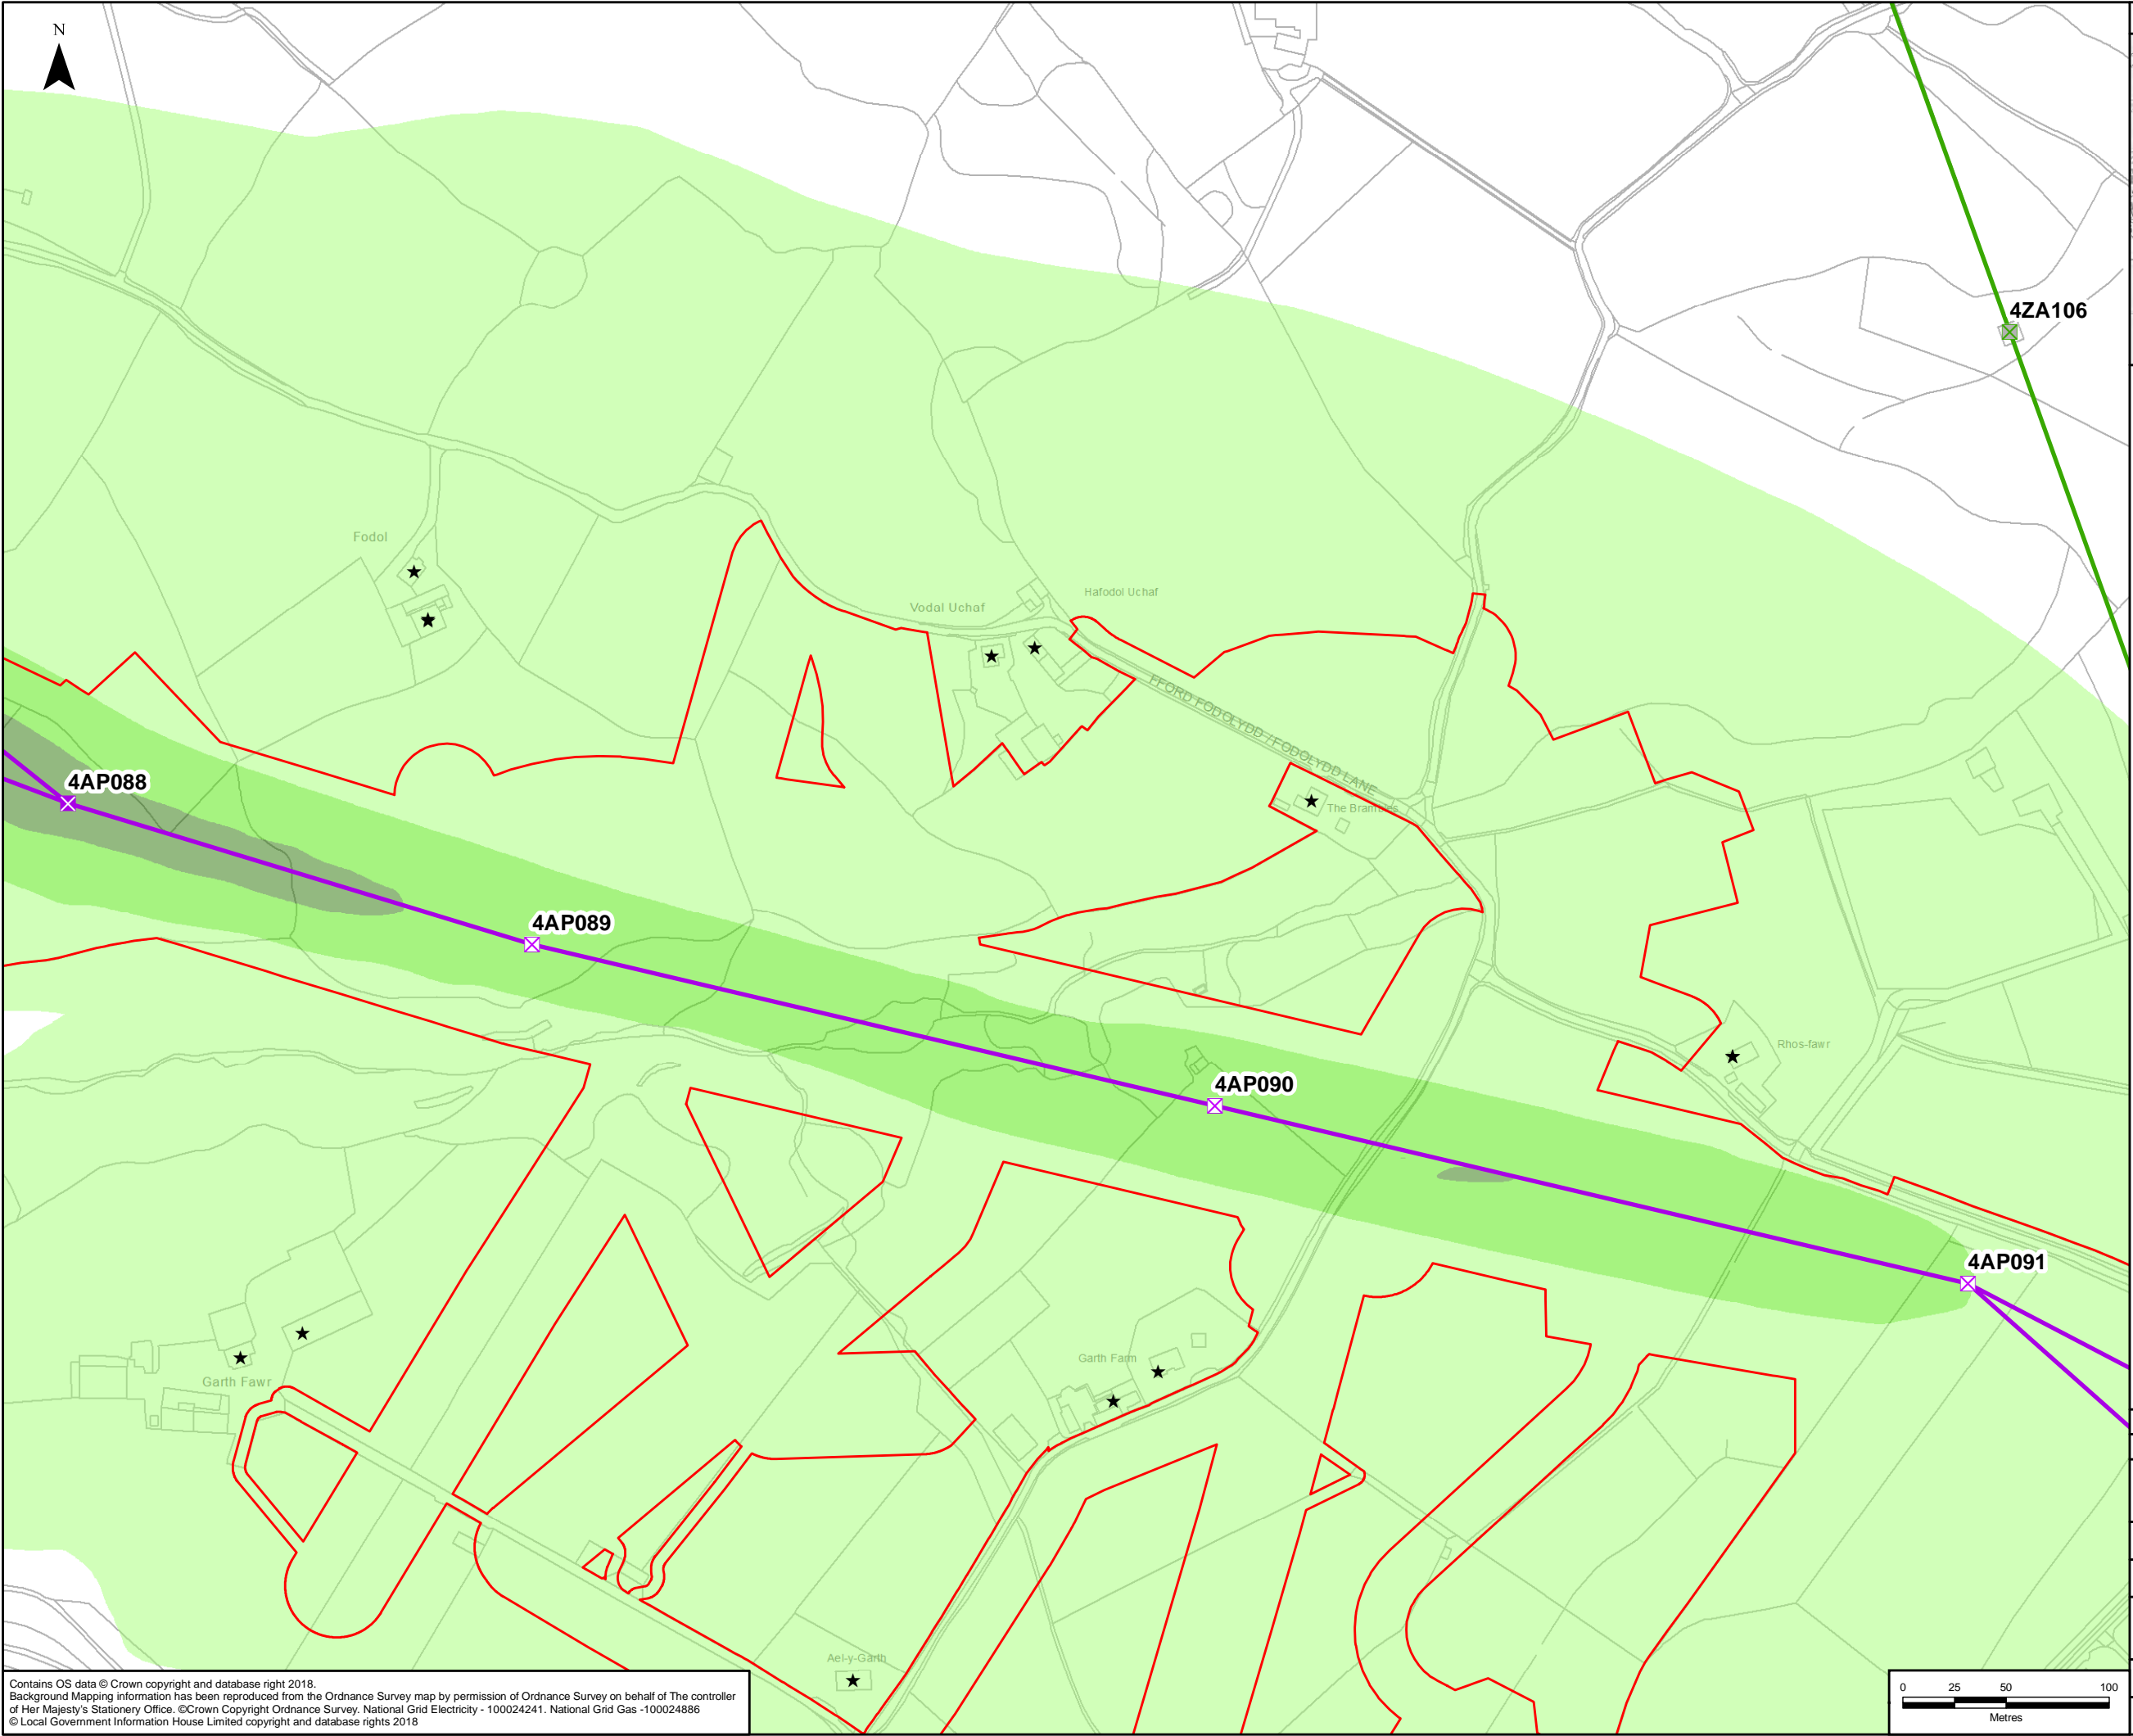 N
4ZA106
Fodol
Vodal Uchaf
Hafodol Uchaf
FFORD FODOLYDD / FODOLYDD LANE
4AP088
The Brambles
4AP089
Rhos-fawr
4AP090
4AP091
Garth Farm
Garth Fawr
Ael-y-Garth
Contains OS data © Crown copyright and database right 2018.
Background Mapping information has been reproduced from the Ordnance Survey map by permission of Ordnance Survey on behalf of The controller
of Her Majesty's Stationery Office. ©Crown Copyright Ordnance Survey. National Grid Electricity - 100024241. National Grid Gas -100024886
© Local Government Information House Limited copyright and database rights 2018
0 25 50 100
Metres